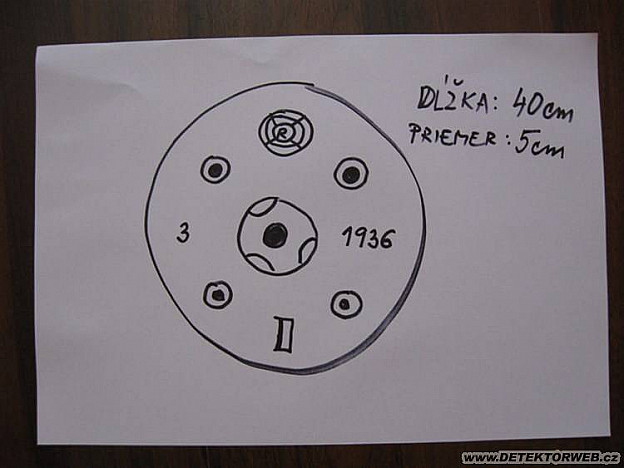 DĹŽKA: 40cm
PRIEMER: 5cm
R
3
1936
www.DETEKTORWEB.cz